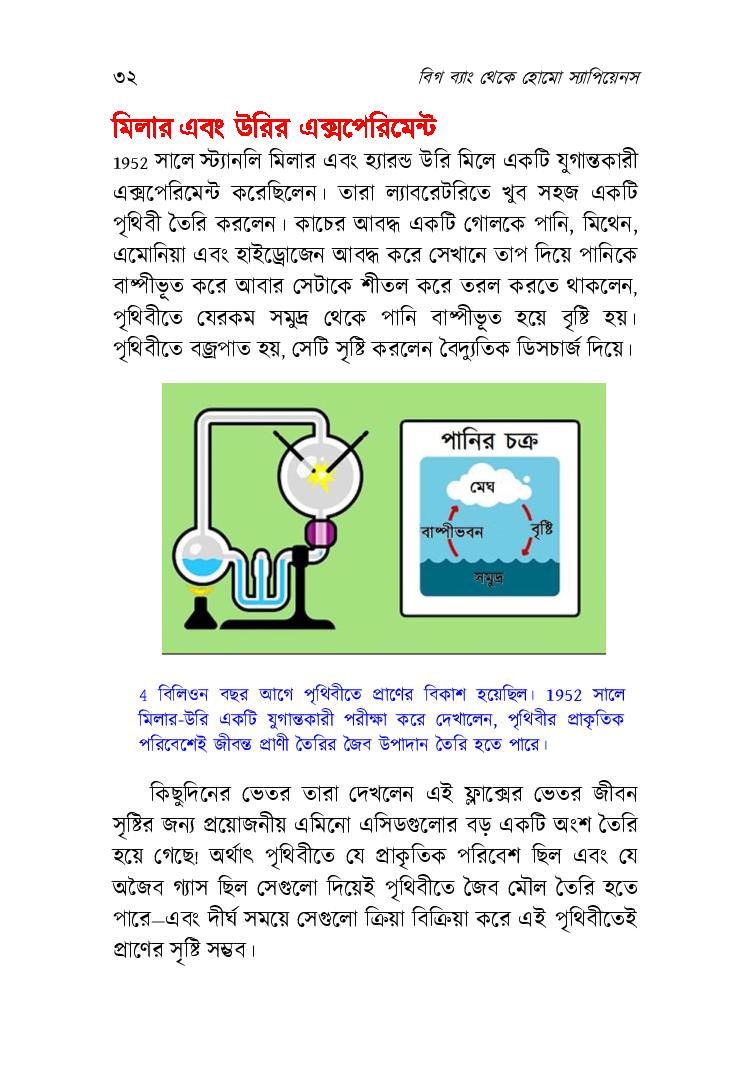 ৩২ বিগ ব্যাং থেকে হোমো স্যাপিয়েনস
মিলার এবং উরির এক্সপেরিমেন্ট
1952 সালে স্ট্যানলি মিলার এবং হ্যারল্ড উরি মিলে একটি যুগান্তকারী
এক্সপেরিমেন্ট করেছিলেন। তারা ল্যাবরেটরিতে খুব সহজ একটি
পৃথিবী তৈরি করলেন। কাচের আবদ্ধ একটি গোলকে পানি, মিথেন,
এমোনিয়া এবং হাইড্রোজেন আবদ্ধ করে সেখানে তাপ দিয়ে পানিকে
বাষ্পীভূত করে আবার সেটাকে শীতল করে তরল করতে থাকলেন,
পৃথিবীতে যেরকম সমুদ্র থেকে পানি বাষ্পীভূত হয়ে বৃষ্টি হয়।
পৃথিবীতে বজ্রপাত হয়, সেটি সৃষ্টি করলেন বৈদ্যুতিক ডিসচার্জ দিয়ে।
পানির চক্র
মেঘ
বাষ্পীভবন
বৃষ্টি
সমুদ্র
4 বিলিওন বছর আগে পৃথিবীতে প্রাণের বিকাশ হয়েছিল। 1952 সালে
মিলার-উরি একটি যুগান্তকারী পরীক্ষা করে দেখালেন, পৃথিবীর প্রাকৃতিক
পরিবেশেই জীবন্ত প্রাণী তৈরির জৈব উপাদান তৈরি হতে পারে।
কিছুদিনের ভেতর তারা দেখলেন এই ফ্লাক্সের ভেতর জীবন
সৃষ্টির জন্য প্রয়োজনীয় এমিনো এসিডগুলোর বড় একটি অংশ তৈরি
হয়ে গেছে! অর্থাৎ পৃথিবীতে যে প্রাকৃতিক পরিবেশ ছিল এবং যে
অজৈব গ্যাস ছিল সেগুলো দিয়েই পৃথিবীতে জৈব মৌল তৈরি হতে
পারে—এবং দীর্ঘ সময়ে সেগুলো ক্রিয়া বিক্রিয়া করে এই পৃথিবীতেই
প্রাণের সৃষ্টি সম্ভব।